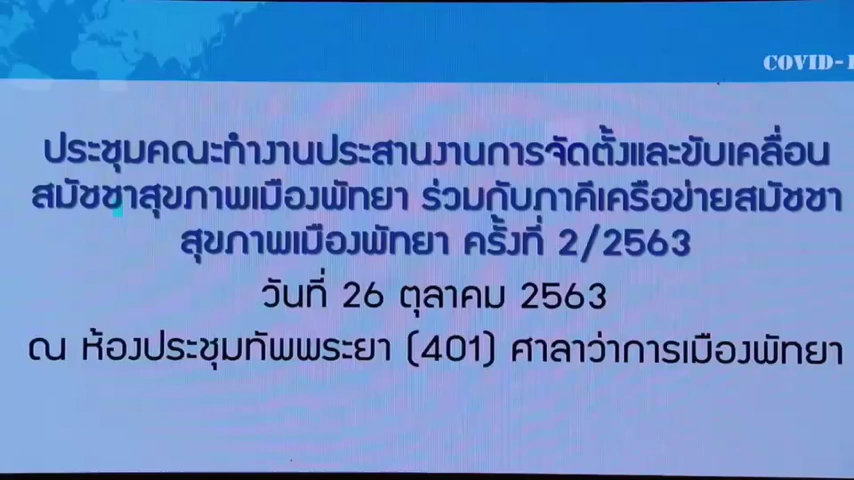 COVID-1
ประชุมคณะทำงานประสานงานการจัดตั้งและขับเคลื่อน
สมัชชาสุขภาพเมืองพัทยา ร่วมกับภาคีเครือข่ายสมัชชา
สุขภาพเมืองพัทยา ครั้งที่ 2/2563
วันที่ 26 ตุลาคม 2563
ณ ห้องประชุมทัพพระยา (401) ศาลาว่าการเมืองพัทยา